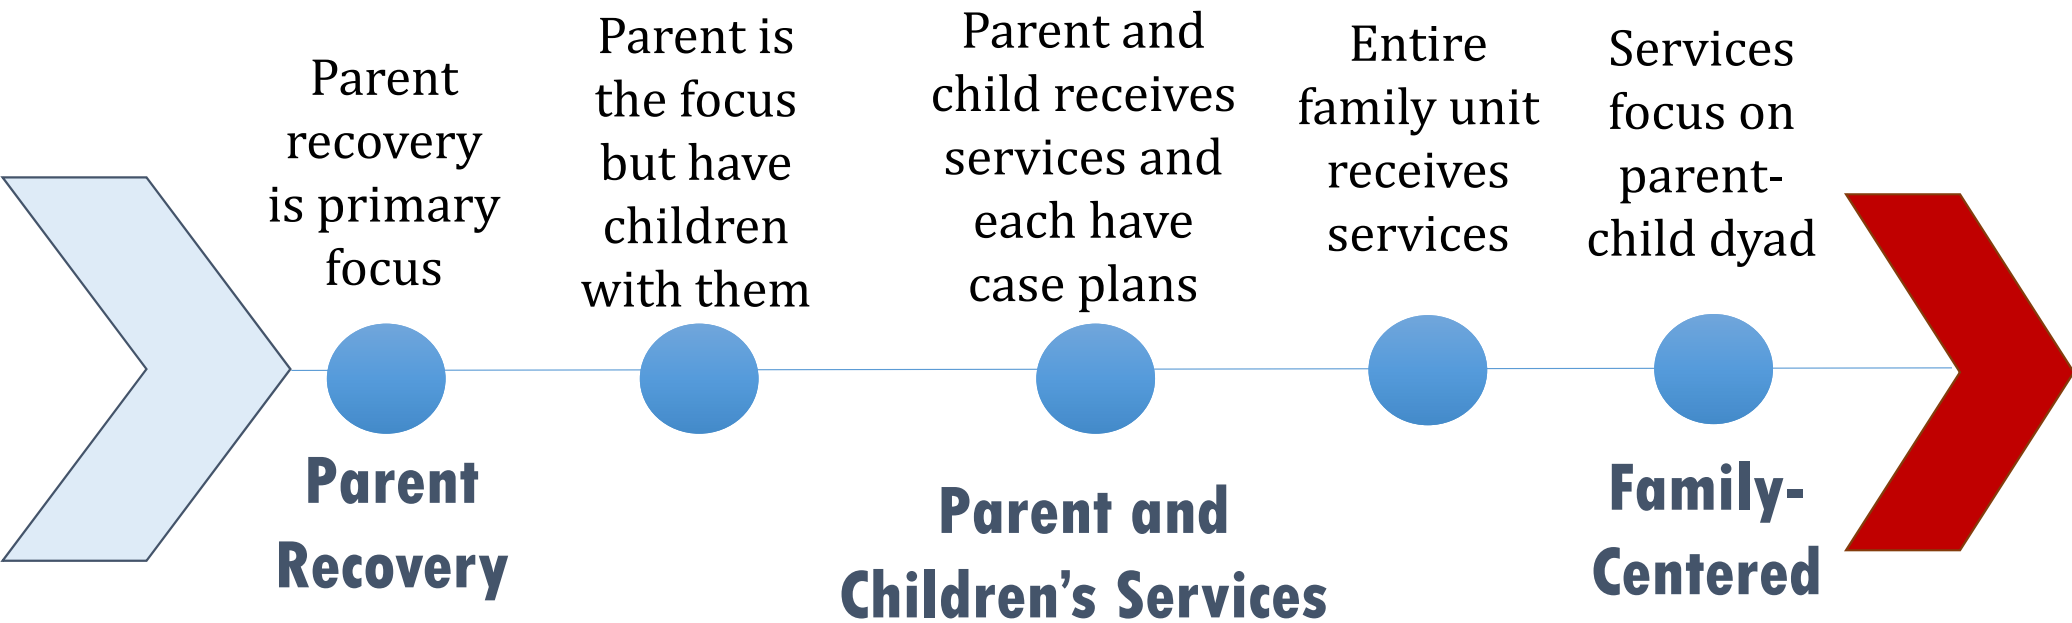 Parent
recovery
is primary
focus
Parent is
the focus
but have
children
with them
Parent and
child receives
services and
each have
case plans
Entire
family unit
receives
services
Services
focus on
parent-
child dyad
Parent
Recovery
Parent and
Children’s Services
Family-
Centered